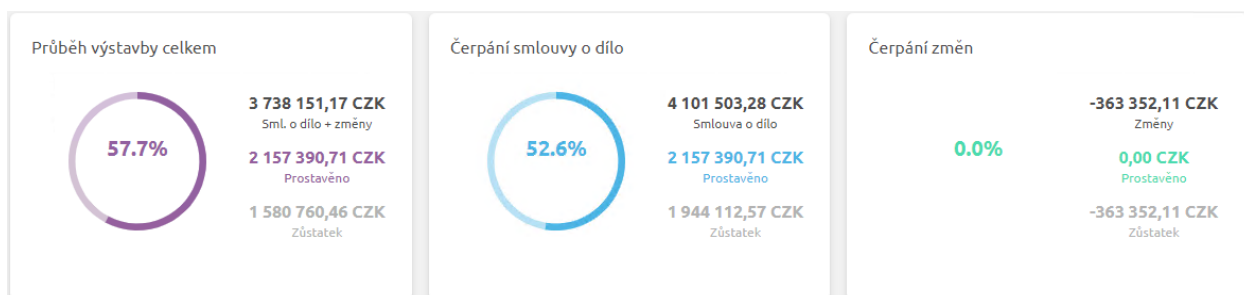 Průběh výstavby celkem
57.7%
3 738 151,17 CZK
Sml. o dílo + změny
2 157 390,71 CZK
Prostavěno
1 580 760,46 CZK
Zůstatek
Čerpání smlouvy o dílo
52.6%
4 101 503,28 CZK
Smlouva o dílo
2 157 390,71 CZK
Prostavěno
1 944 112,57 CZK
Zůstatek
Čerpání změn
0.0%
-363 352,11 CZK
Změny
0,00 CZK
Prostavěno
-363 352,11 CZK
Zůstatek